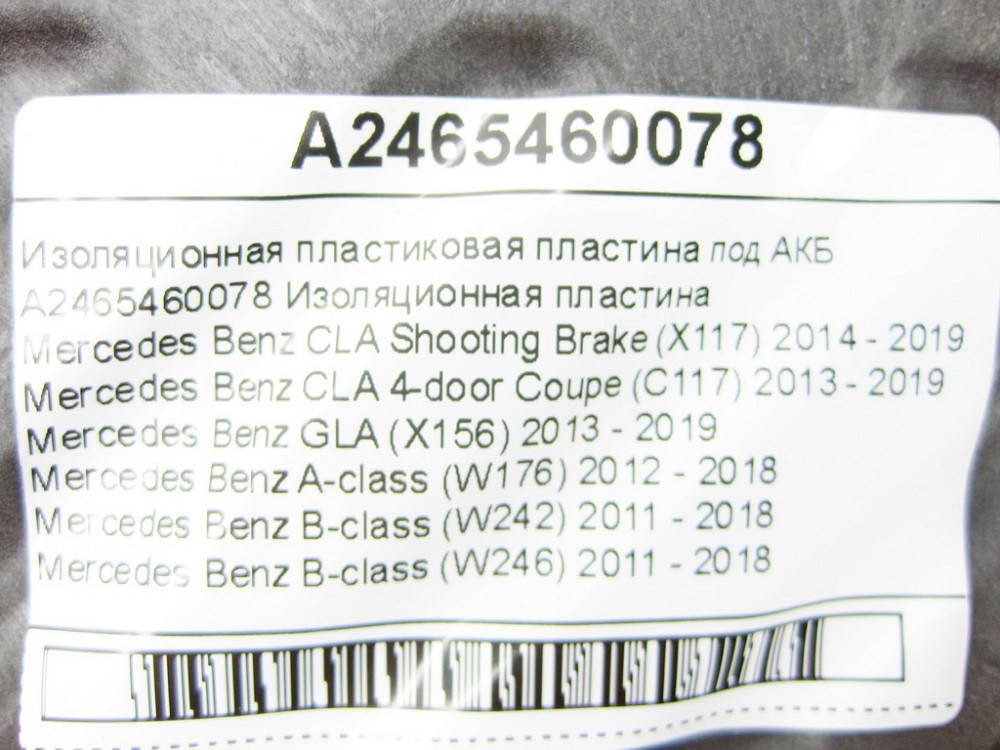 A2465460078
Изоляционная пластиковая пластина под АКБ
A2465460078 Изоляционная пластина
Mercedes Benz CLA Shooting Brake (X117) 2014 - 2019
Mercedes Benz CLA 4-door Coupe (C117) 2013 - 2019
Mercedes Benz GLA (X156) 2013 - 2019
Mercedes Benz A-class (W176) 2012 - 2018
Mercedes Benz B-class (W242) 2011 - 2018
Mercedes Benz B-class (W246) 2011 - 2018